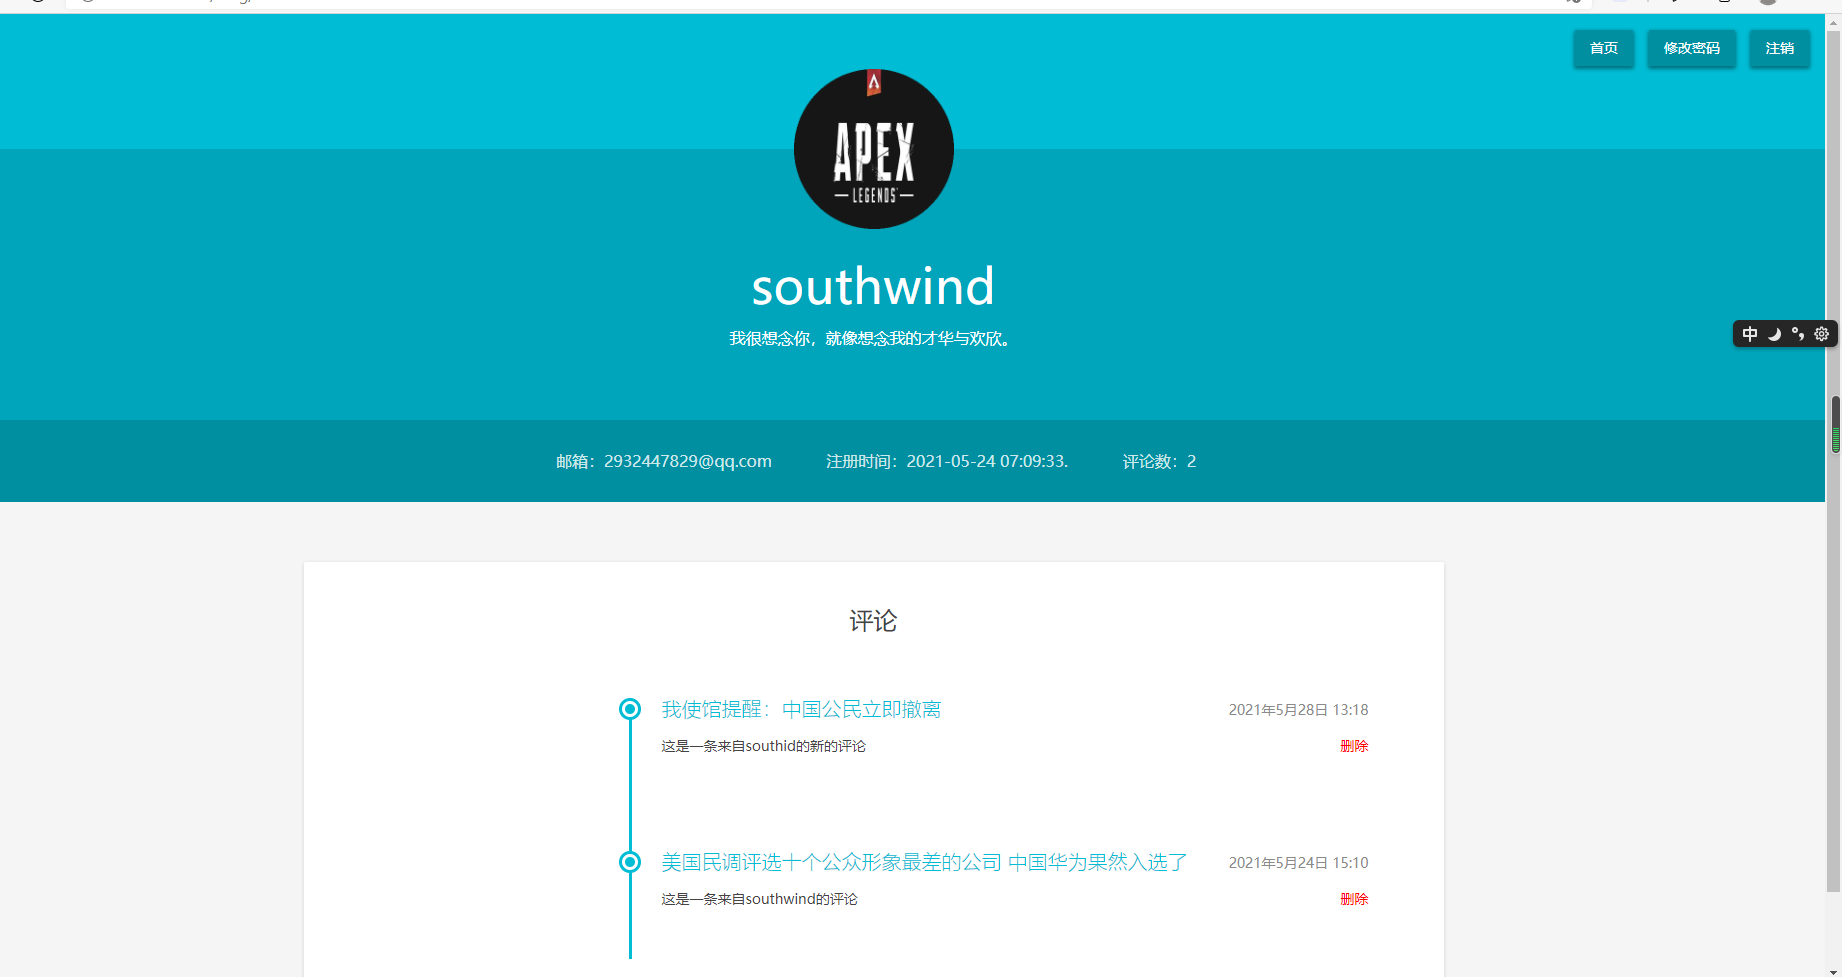 首页 修改密码 注销
APEX
LEGENDS
southwind
我很想念你，就像想念我的才华与欢欣。
中
邮箱：2932447829@qq.com 注册时间：2021-05-24 07:09:33. 评论数：2
评论
我使馆提醒：中国公民立即撤离 2021年5月28日 13:18
这是一条来自southid的新的评论 删除
美国民调评选十个公众形象最差的公司 中国华为果然入选了 2021年5月24日 15:10
这是一条来自southwind的评论 删除